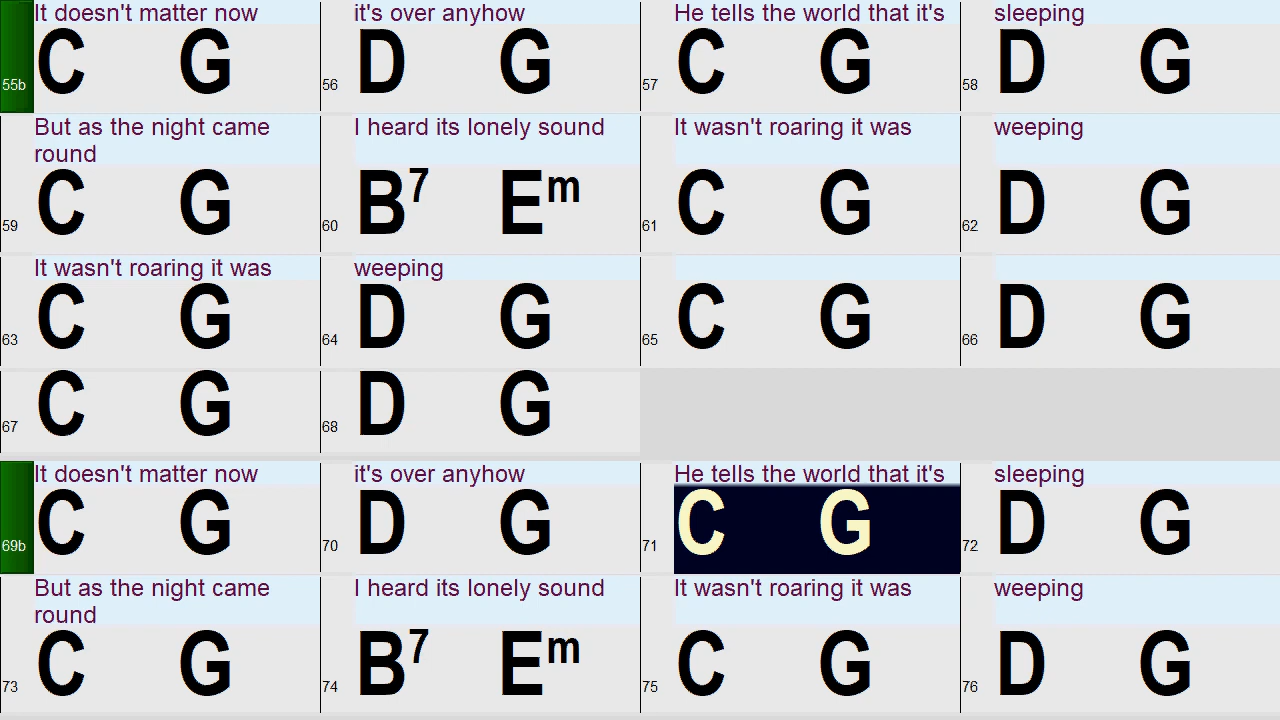 It doesn't matter now it's over anyhow He tells the world that it's sleeping
55b C G 56 D G 57 C G 58 D G
But as the night came round I heard its lonely sound It wasn't roaring it was weeping
59 C G 60 B7 Em 61 C G 62 D G
It wasn't roaring it was weeping
63 C G 64 D G 65 C G 66 D G
67 C G 68 D G
It doesn't matter now it's over anyhow He tells the world that it's sleeping
69b C G 70 D G 71 C G 72 D G
But as the night came round I heard its lonely sound It wasn't roaring it was weeping
73 C G 74 B7 Em 75 C G 76 D G